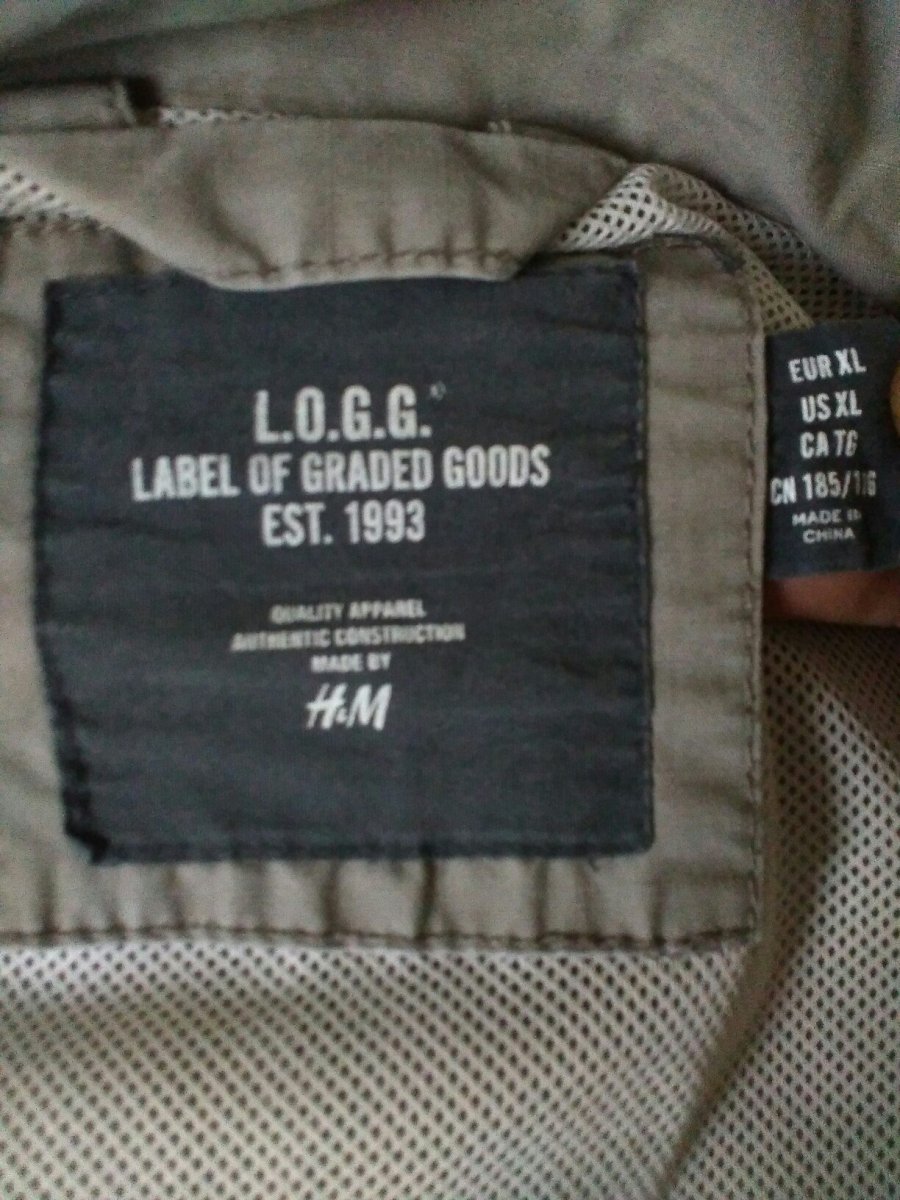 L.O.G.G.
LABEL OF GRADED GOODS
EST. 1993
QUALITY APPAREL
AUTHENTIC CONSTRUCTION
MADE BY
H&M
EUR XL
US XL
CA TG
CN
MADE IN
CHINA